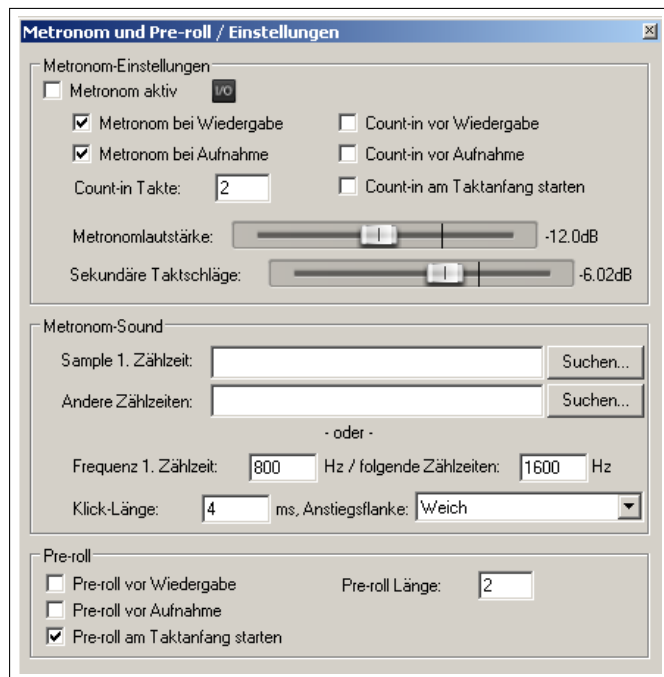 Metronom und Pre-roll / Einstellungen
Metronom-Einstellungen
Metronom aktiv I/O
Metronom bei Wiedergabe Count-in vor Wiedergabe
Metronom bei Aufnahme Count-in vor Aufnahme
Count-in Takte: 2 Count-in am Taktanfang starten
Metronomlautstärke: -12.0dB
Sekundäre Taktschläge: -6.02dB
Metronom-Sound
Sample 1. Zählzeit: Suchen...
Andere Zählzeiten: Suchen...
- oder -
Frequenz 1. Zählzeit: 800 Hz / folgende Zählzeiten: 1600 Hz
Klick-Länge: 4 ms, Anstiegsflanke: Weich
Pre-roll
Pre-roll vor Wiedergabe Pre-roll Länge: 2
Pre-roll vor Aufnahme
Pre-roll am Taktanfang starten